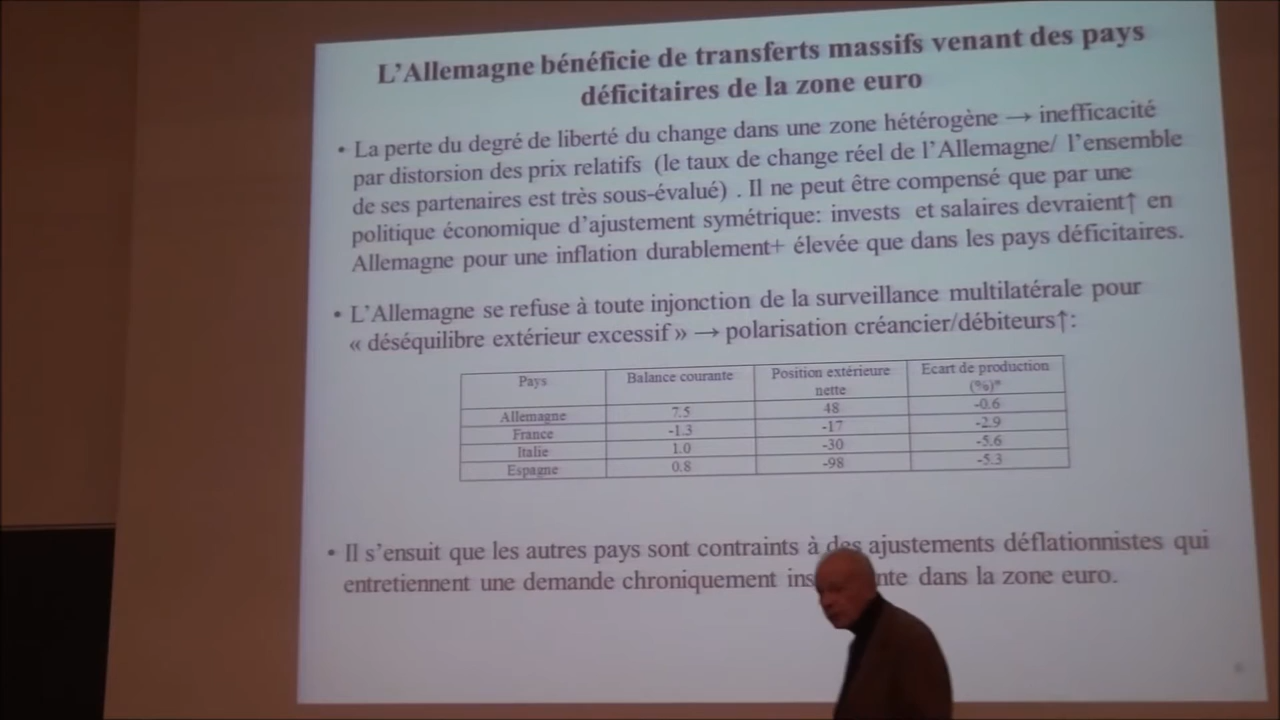 L'Allemagne bénéficie de transferts massifs venant des pays
déficitaires de la zone euro
• La perte du degré de liberté du change dans une zone hétérogène → inefficacité
par distorsion des prix relatifs (le taux de change réel de l'Allemagne/ l'ensemble
de ses partenaires est très sous-évalué) . Il ne peut être compensé que par une
politique économique d'ajustement symétrique: invests et salaires devraient↑ en
Allemagne pour une inflation durablement+ élevée que dans les pays déficitaires.
• L'Allemagne se refuse à toute injonction de la surveillance multilatérale pour
« déséquilibre extérieur excessif » → polarisation créancier/débiteurs↑:
Pays Balance courante Position extérieure nette Ecart de production (%)*
Allemagne 7.5 48 -0.6
France -1.3 -17 -2.9
Italie 1.0 -30 -5.6
Espagne 0.8 -98 -5.3
• Il s'ensuit que les autres pays sont contraints à des ajustements déflationnistes qui
entretiennent une demande chroniquement dans la zone euro.